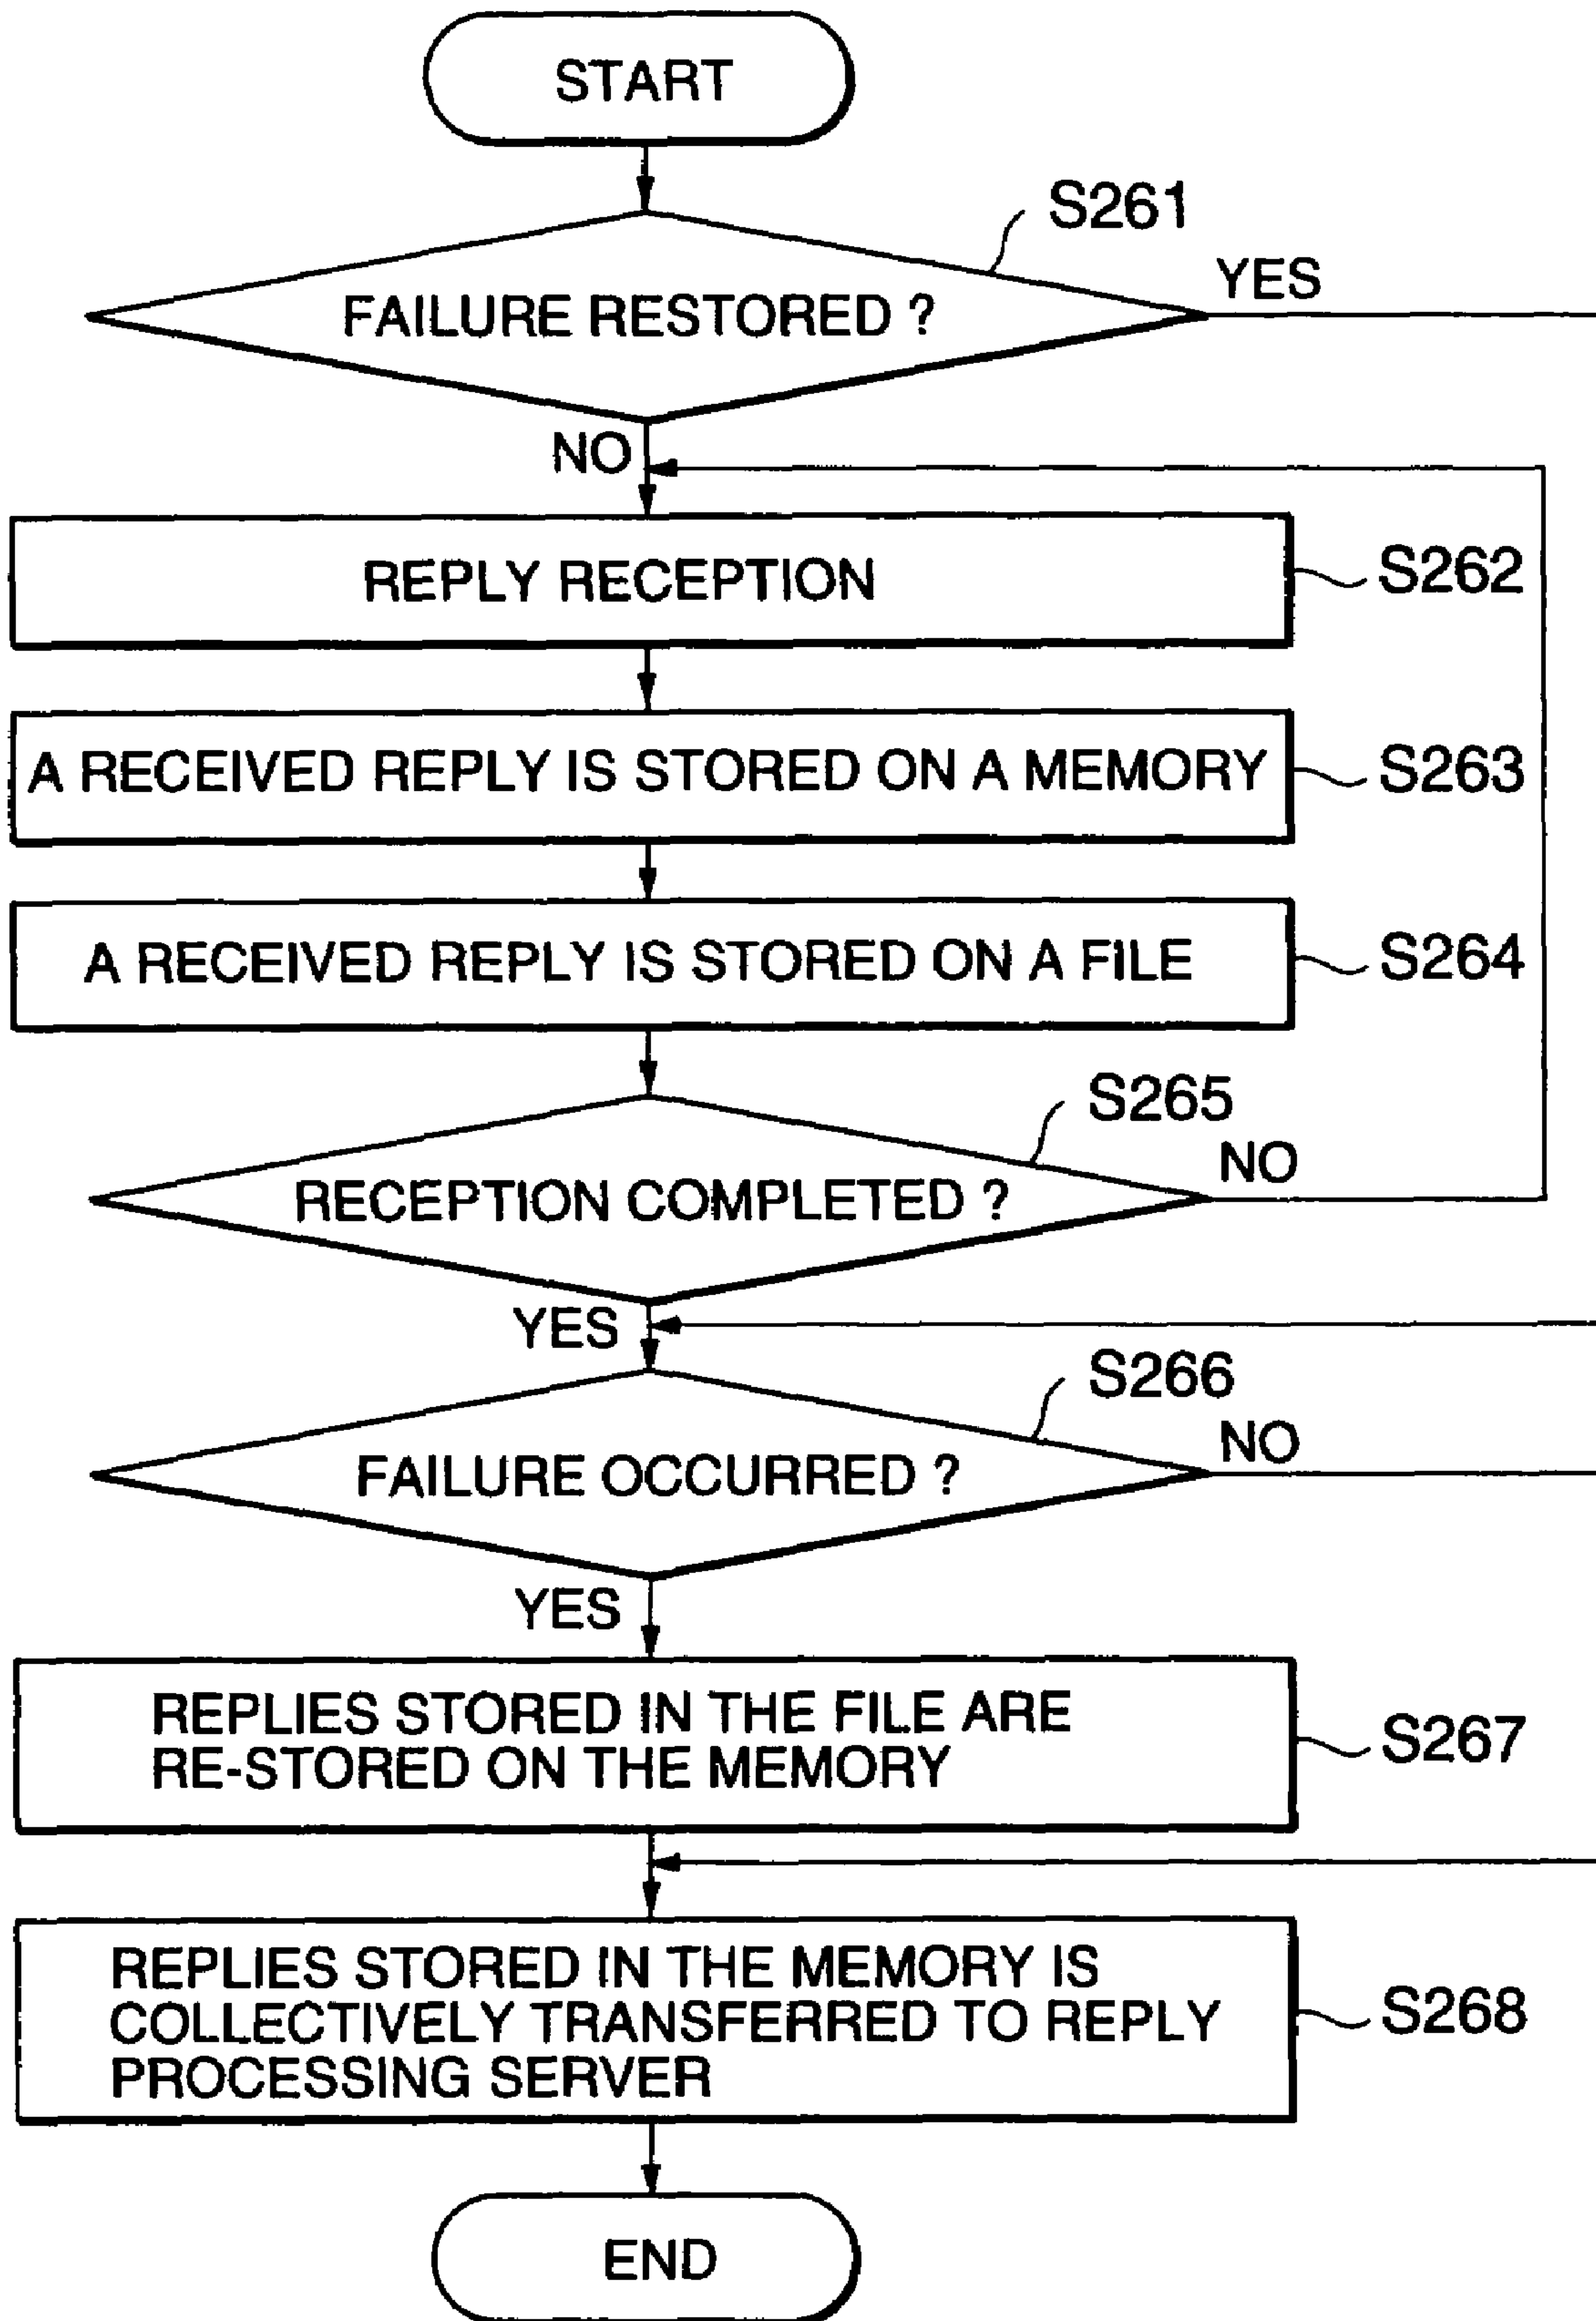 START
S261
YES
FAILURE RESTORED ?
NO
REPLY RECEPTION
S262
A RECEIVED REPLY IS STORED ON A MEMORY
S263
A RECEIVED REPLY IS STORED ON A FILE
S264
S265
NO
RECEPTION COMPLETED ?
YES
S266
NO
FAILURE OCCURRED ?
YES
REPLIES STORED IN THE FILE ARE
RE-STORED ON THE MEMORY
S267
REPLIES STORED IN THE MEMORY IS
COLLECTIVELY TRANSFERRED TO REPLY
PROCESSING SERVER
S268
END